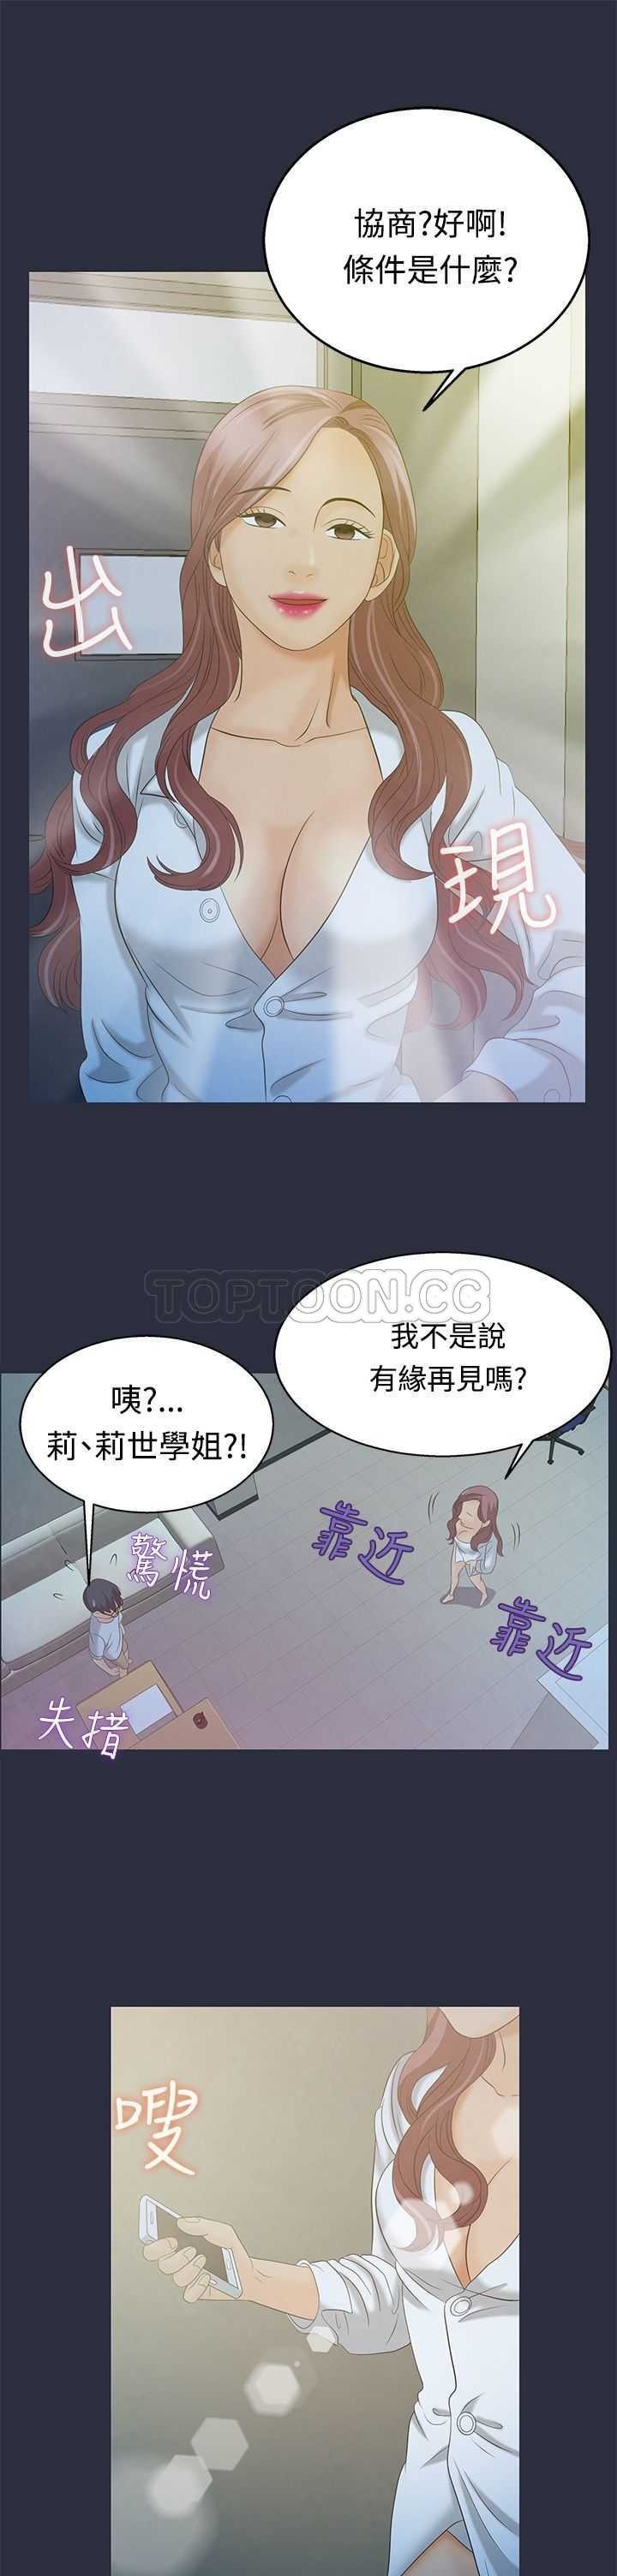 協商?好啊!
條件是什麼?
出
現
TOPTOON.CC
我不是說
有緣再見嗎?
咦?...
莉、莉世學姐?!
驚慌
失措
靠近
靠近
嗖